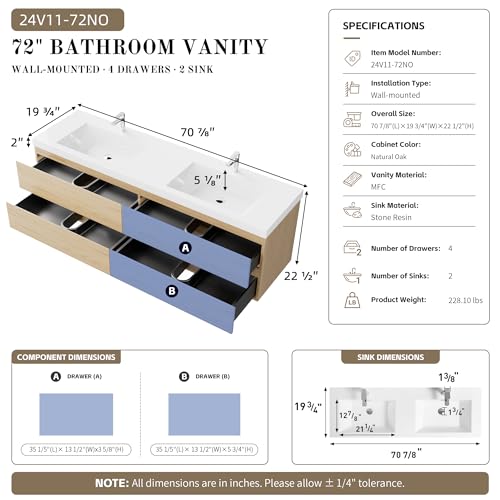 24V11-72NO
72" BATHROOM VANITY
WALL-MOUNTED · 4 DRAWERS · 2 SINK
19 ¾"
70 ⅞"
2"
5 ⅛"
A
B
22 ½"
SPECIFICATIONS
Item Model Number:
24V11-72NO
Installation Type:
Wall-mounted
Overall Size:
70 7/8"(L)×19 3/4"(W)×22 1/2"(H)
Cabinet Color:
Natural Oak
Vanity Material:
MFC
Sink Material:
Stone Resin
2
Number of Drawers: 4
Number of Sinks: 2
LB
Product Weight: 228.10 lbs
COMPONENT DIMENSIONS
A DRAWER (A)
35 1/5"(L) × 13 1/2"(W)x3 5/8"(H)
B DRAWER (B)
35 1/5"(L) × 13 1/2"(W)×5 3/4"(H)
SINK DIMENSIONS
1 3/8"
19 3/4"
12 7/8"
21 1/4"
1 3/4"
70 7/8"
NOTE: All dimensions are in inches. Please allow ± 1/4" tolerance.